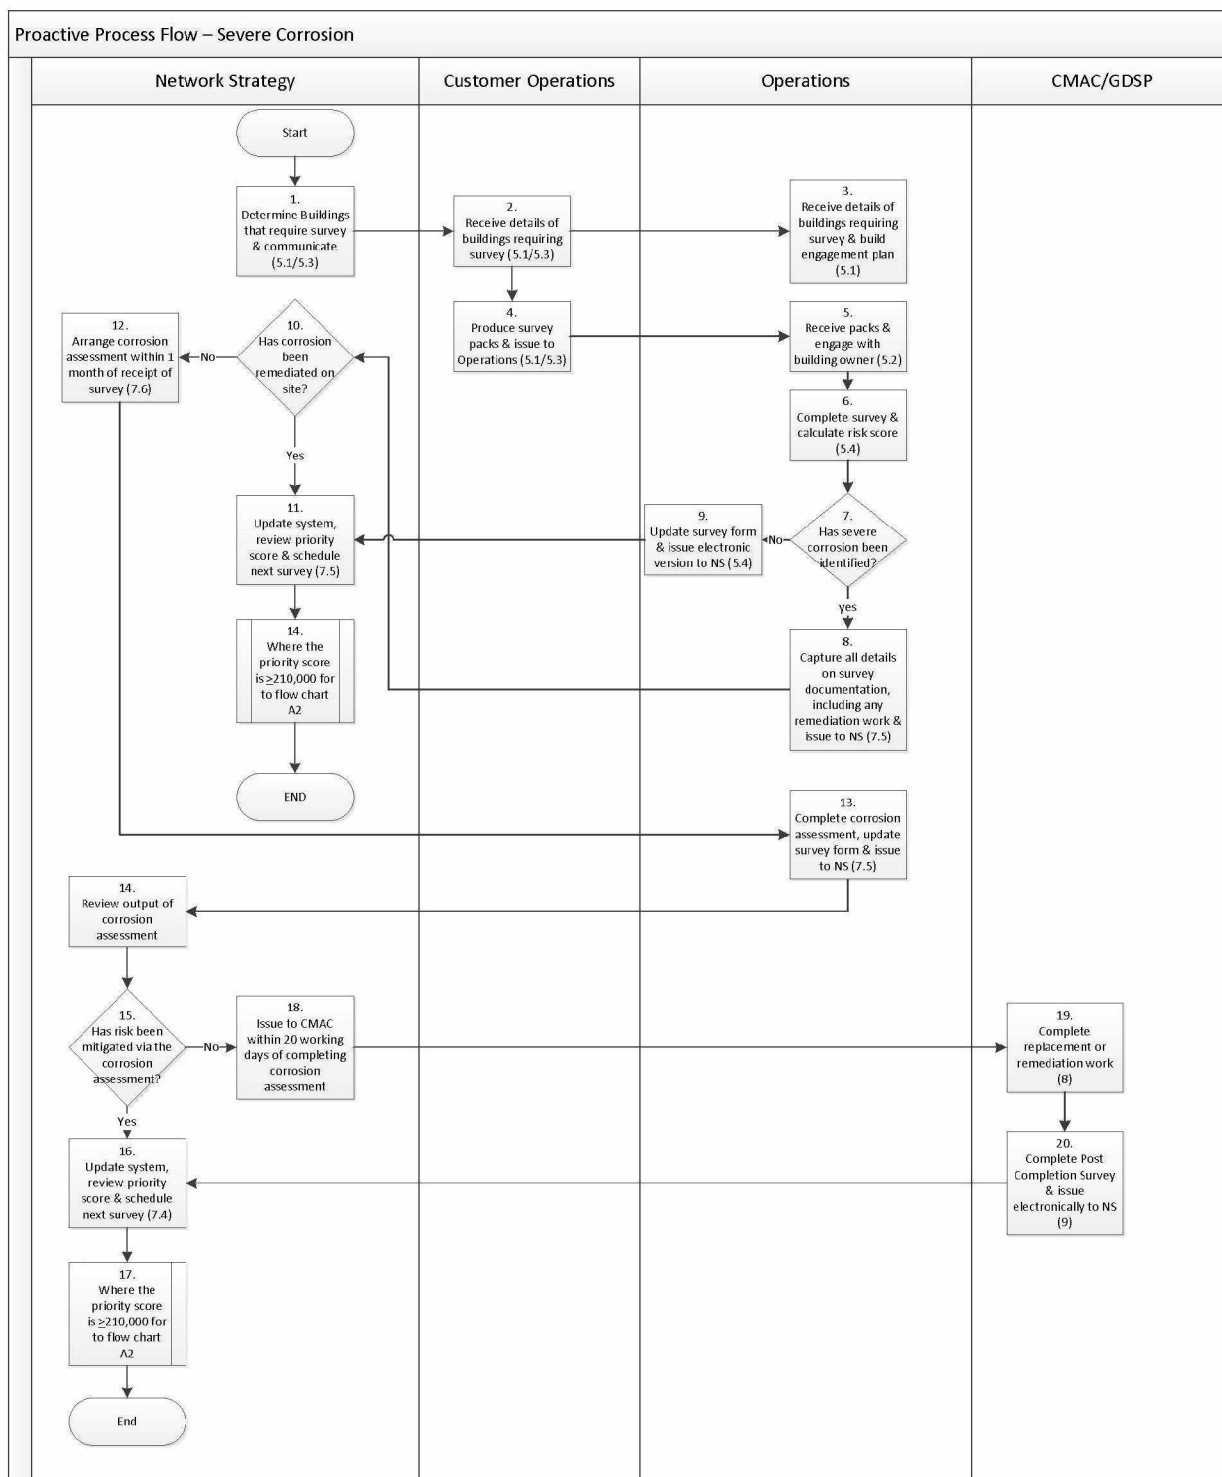 Proactive Process Flow – Severe Corrosion
Network Strategy
Customer Operations
Operations
CMAC/GDSP
Start
1.
Determine Buildings
that require survey
& communicate
(5.1/5.3)
2.
Receive details of
buildings requiring
survey (5.1/5.3)
3.
Receive details of
buildings requiring
survey & build
engagement plan
(5.1)
4.
Produce survey
packs & issue to
Operations (5.1/5.3)
5.
Receive packs &
engage with
building owner (5.2)
6.
Complete survey &
calculate risk score
(5.4)
7.
Has severe
corrosion been
identified?
No
yes
8.
Capture all details
on survey
documentation,
including any
remediation work &
issue to NS (7.5)
9.
Update survey form
& issue electronic
version to NS (5.4)
10.
Has corrosion
been
remediated on
site?
No
Yes
11.
Update system,
review priority
score & schedule
next survey (7.5)
12.
Arrange corrosion
assessment within 1
month of receipt of
survey (7.6)
14.
Where the
priority score
is ≥210,000 for
to flow chart
A2
END
13.
Complete corrosion
assessment, update
survey form & issue
to NS (7.5)
14.
Review output of
corrosion
assessment
15.
Has risk been
mitigated via the
corrosion
assessment?
No
Yes
18.
Issue to CMAC
within 20 working
days of completing
corrosion
assessment
19.
Complete
replacement or
remediation work
(8)
20.
Complete Post
Completion Survey
& issue
electronically to NS
(9)
16.
Update system,
review priority
score & schedule
next survey (7.4)
17.
Where the
priority score
is ≥210,000 for
to flow chart
A2
End